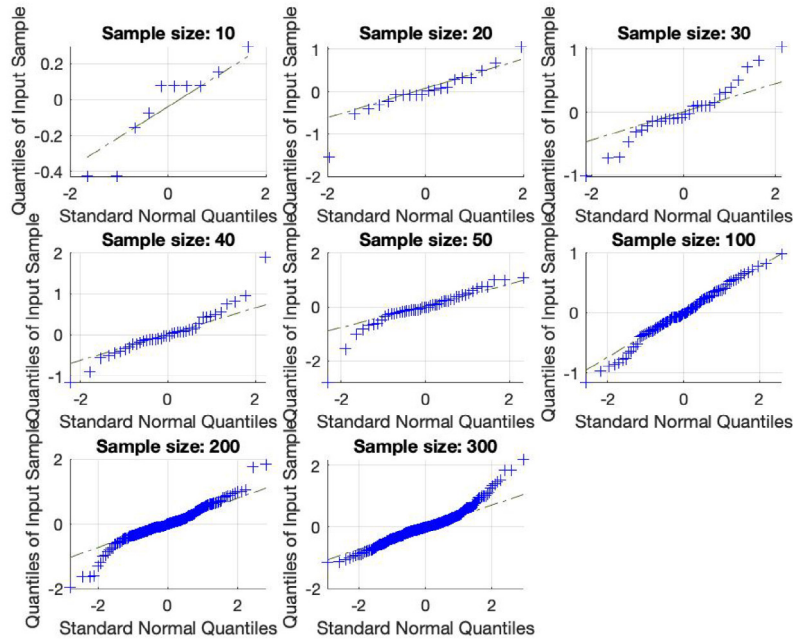 Sample size: 10
Quantiles of Input Sample
0.2
0
-0.2
-0.4
-2 0 2
Standard Normal Quantiles
Sample size: 20
Quantiles of Input Sample
1
0
-1
-2
-2 0 2
Standard Normal Quantiles
Sample size: 30
Quantiles of Input Sample
1
0
-1
-2 0 2
Standard Normal Quantiles
Sample size: 40
Quantiles of Input Sample
2
1
0
-1
-2 0 2
Standard Normal Quantiles
Sample size: 50
Quantiles of Input Sample
2
0
-2
-2 0 2
Standard Normal Quantiles
Sample size: 100
Quantiles of Input Sample
1
0
-1
-2 0 2
Standard Normal Quantiles
Sample size: 200
Quantiles of Input Sample
2
0
-2
-2 0 2
Standard Normal Quantiles
Sample size: 300
Quantiles of Input Sample
2
0
-2
-2 0 2
Standard Normal Quantiles